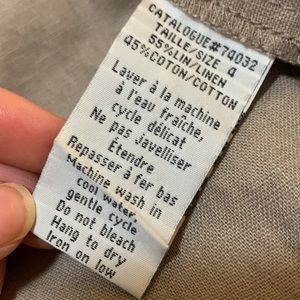 CATALOGUE#74032
TAILLE/SIZE 4
55%LIN/LINEN
45%COTON/COTTON
Laver à la machine
à l'eau fraîche,
cycle délicat
Ne pas javelliser
Étendre
Repasser à fer bas
Machine wash in
cool water,
gentle cycle
Do not bleach
Hang to dry
Iron on low